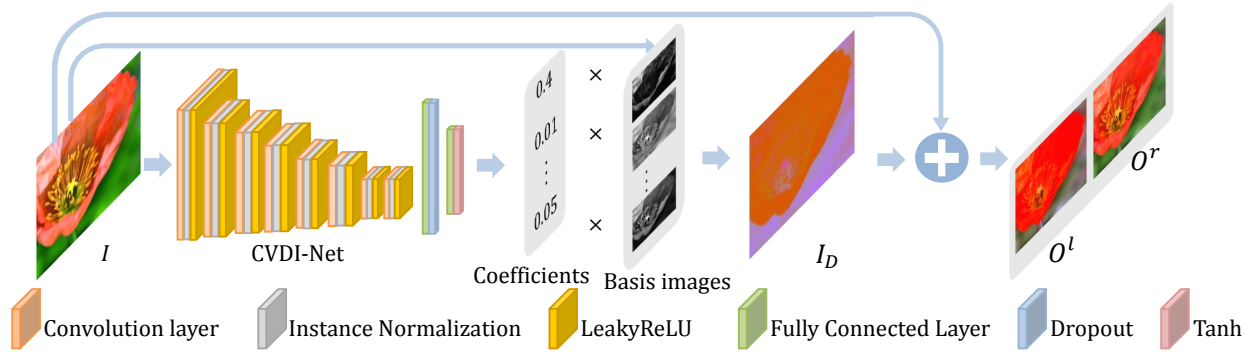 0.4 ×
0.01 ×
⋮ ⋮
0.05 ×
I
CVDI-Net
Coefficients
Basis images
I_D
O^l
O^r
Convolution layer
Instance Normalization
LeakyReLU
Fully Connected Layer
Dropout
Tanh